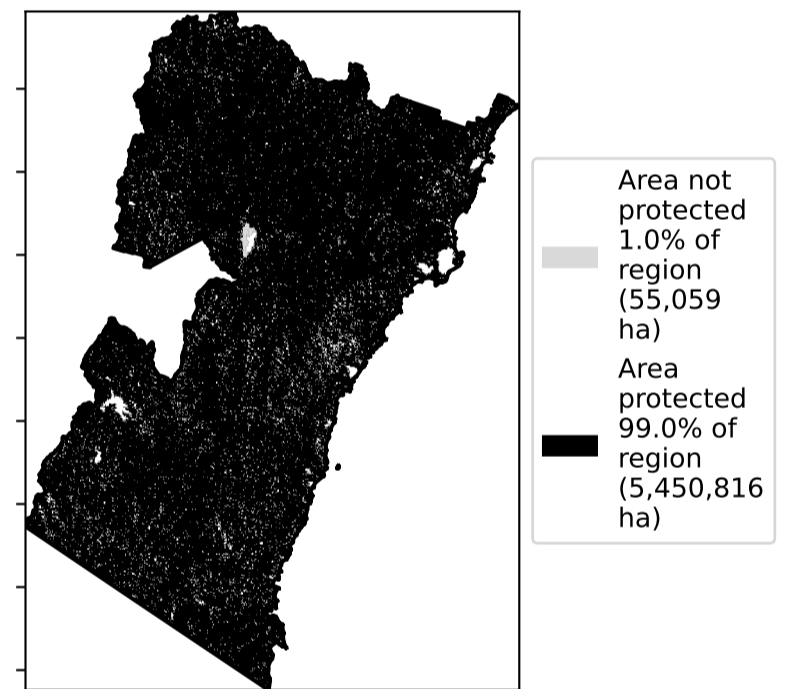 Area not
protected
1.0% of
region
(55,059
ha)
Area
protected
99.0% of
region
(5,450,816
ha)